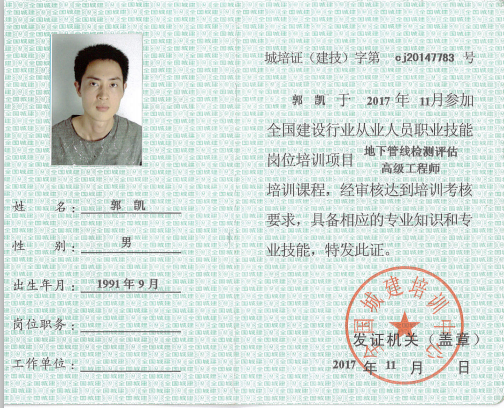 姓 名： 郭 凯
性 别： 男
出生年月： 1991 年 9 月
岗位职务：
工作单位：
城培证（建技）字第 cj20147783 号
郭 凯 于 2017 年 11月参加
全国建设行业从业人员职业技能
岗位培训项目 地下管线检测评估
高级工程师
培训课程，经审核达到培训考核
要求，具备相应的专业知识和专
业技能，特发此证。
全国城建培训中心
发证机关（盖章）
2017 年 11 月 日